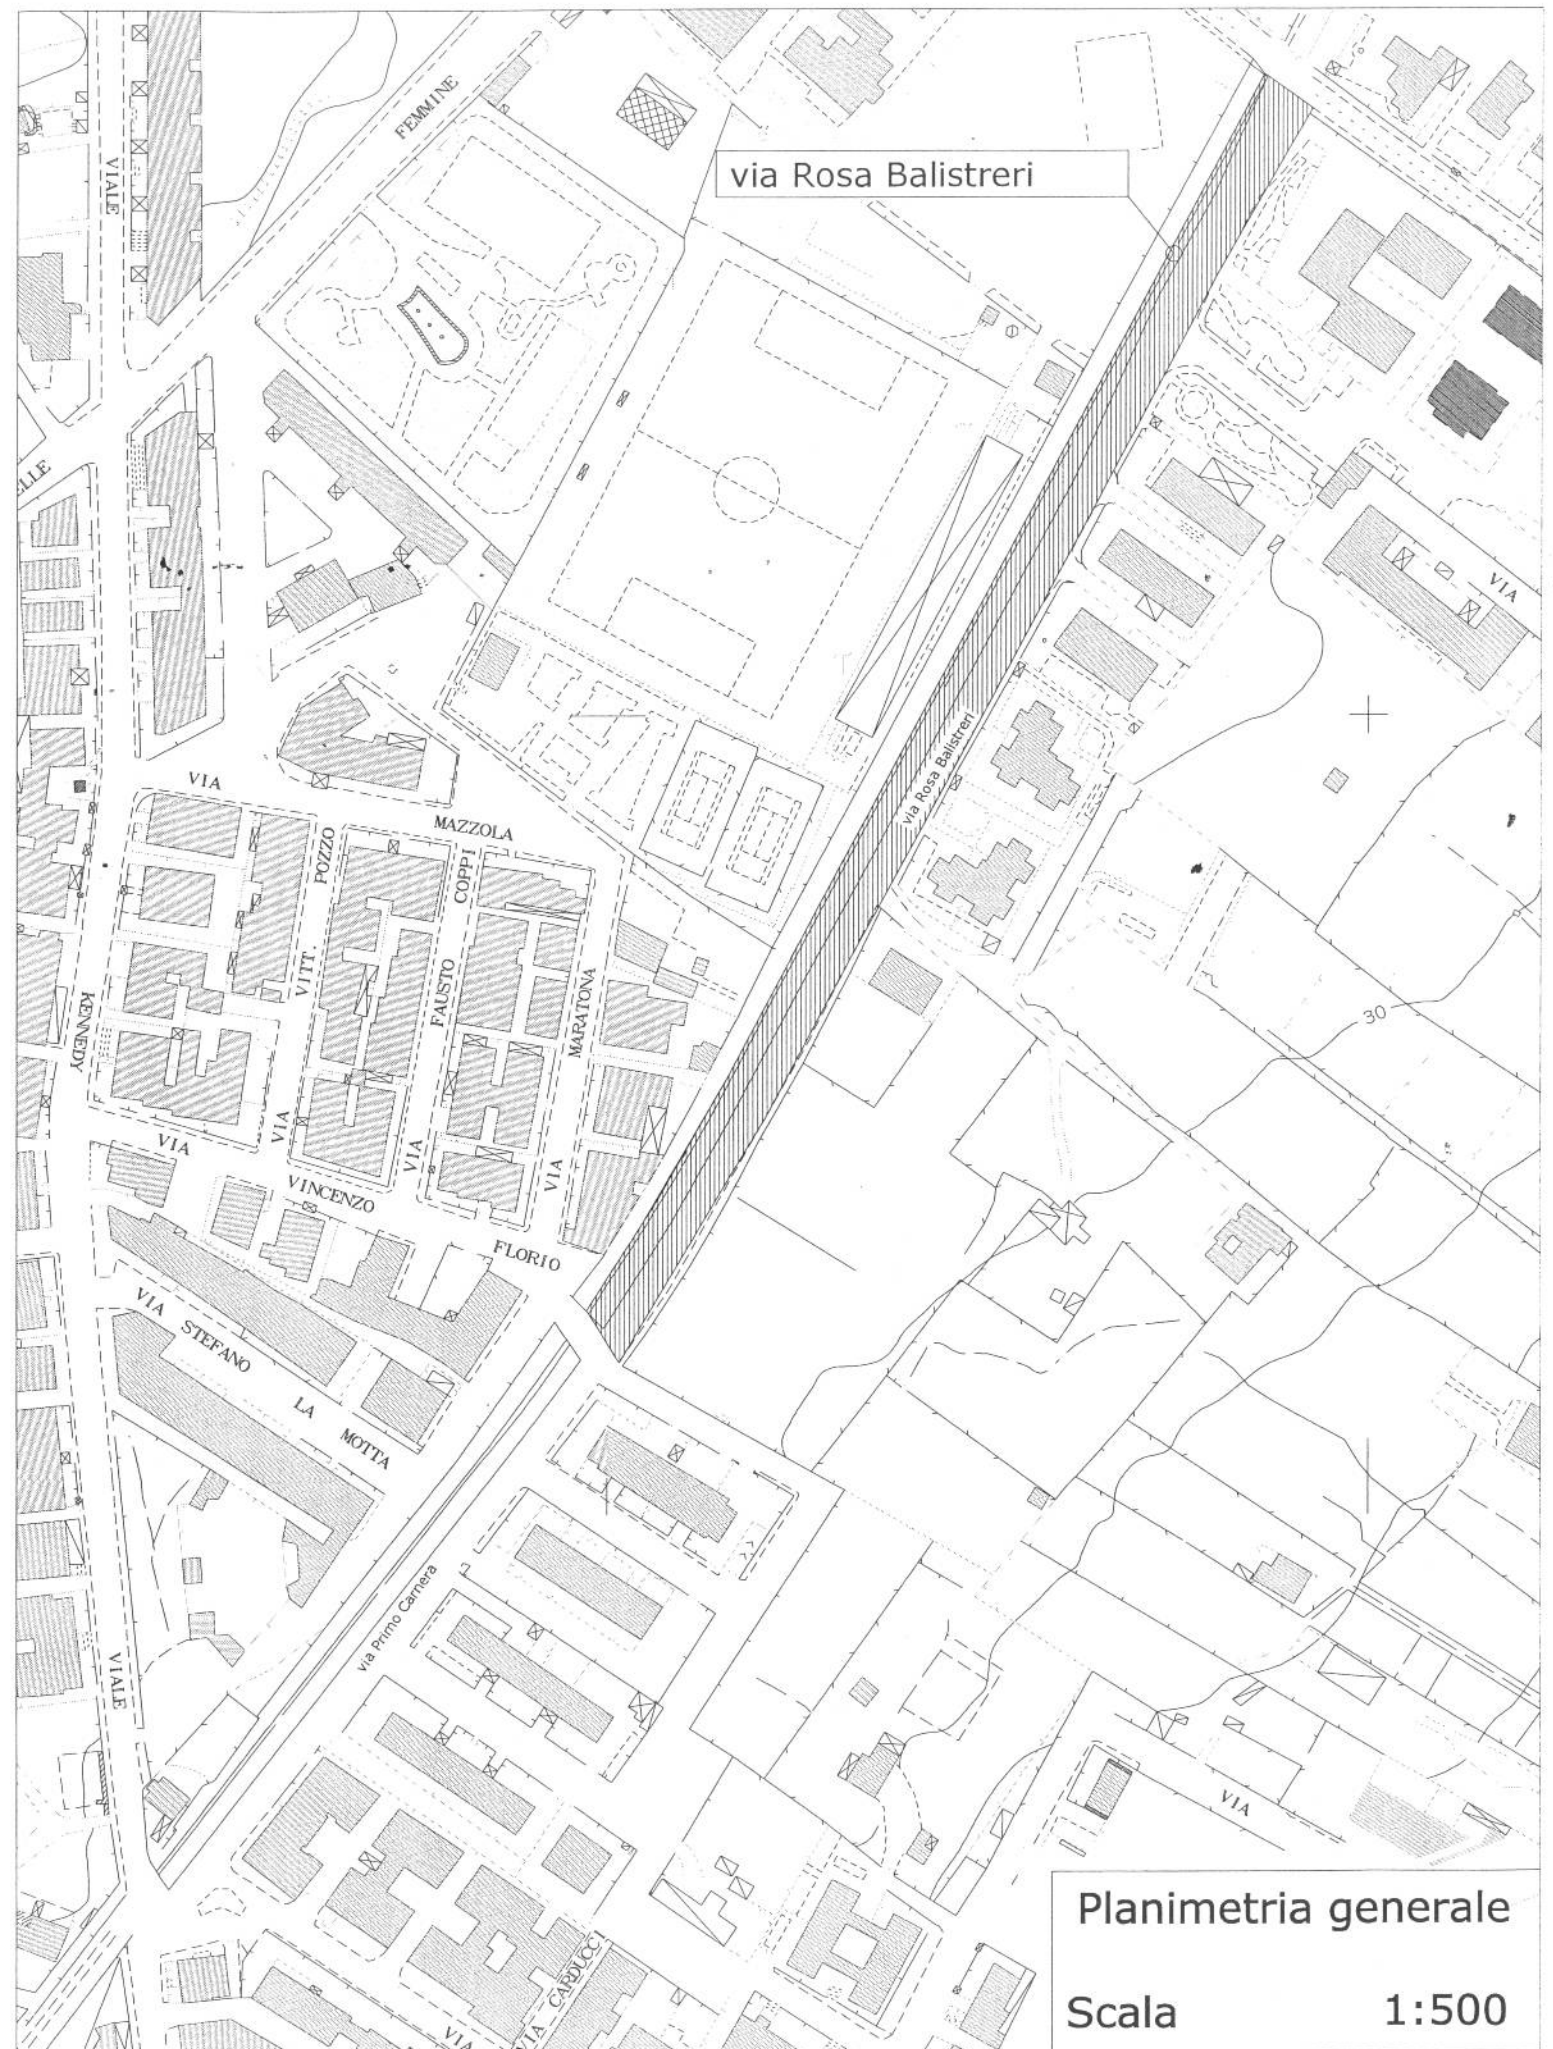 FEMMINE
VIALE
via Rosa Balistreri
ELLE
VIA
via Rosa Balistreri
VIA
MAZZOLA
POZZO
COPPI
VITT.
FAUSTO
MARATONA
KENNEDY
30
VIA
VIA
VIA
VIA
VINCENZO
FLORIO
VIA
STEFANO
LA
MOTTA
via Primo Carnera
VIALE
VIA
Planimetria generale
Scala 1:500
VIA CARDUCCI
VIA